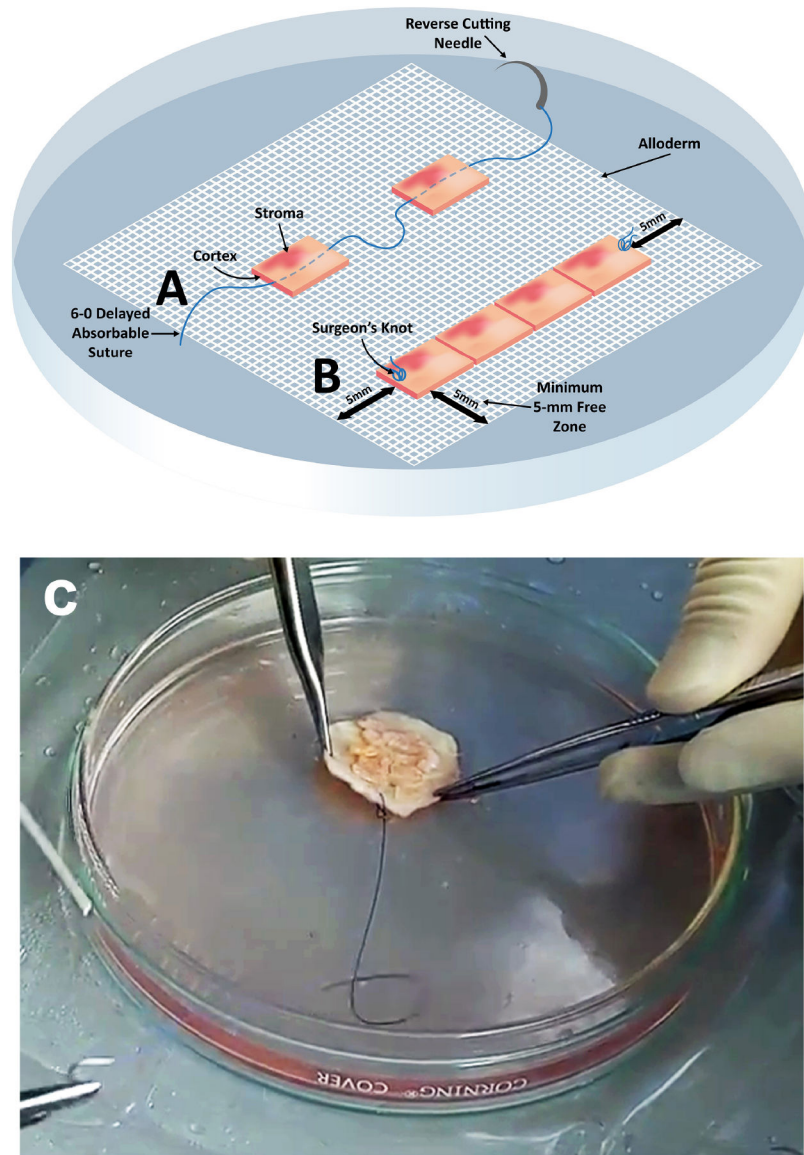 Reverse Cutting
Needle
Alloderm
Stroma
5mm
Cortex
A
6-0 Delayed
Absorbable
Suture
Surgeon's Knot
B
5mm
5mm
Minimum
5-mm Free
Zone
C
CORNING® COVER